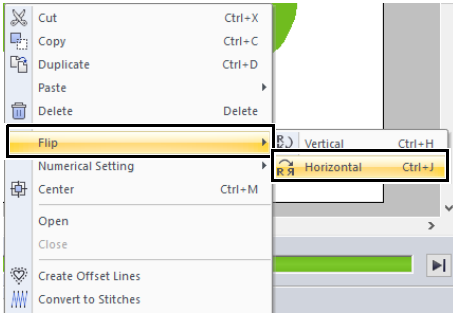 Cut Ctrl+X
Copy Ctrl+C
Duplicate Ctrl+D
Paste
Delete Delete
Flip
Vertical Ctrl+H
Numerical Setting
Horizontal Ctrl+J
Center Ctrl+M
Open
Close
Create Offset Lines
Convert to Stitches